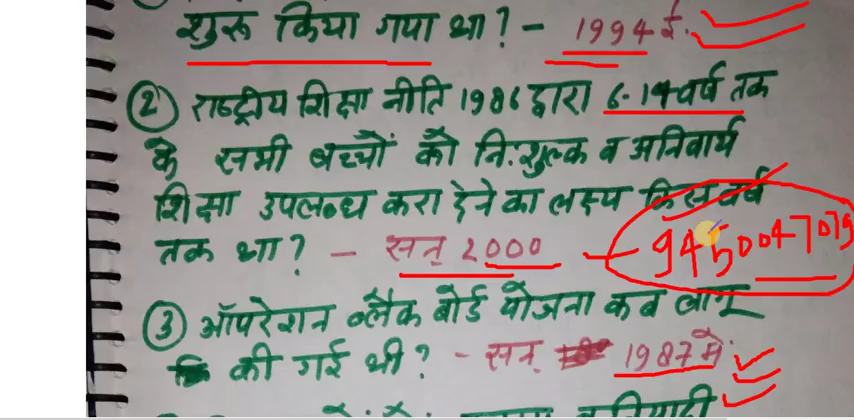 शुरू किया गया था? - 1994 ई.
② राष्ट्रीय शिक्षा नीति 1986 द्वारा 6-14 वर्ष तक
के सभी बच्चों को नि:शुल्क व अनिवार्य
शिक्षा उपलब्ध करा देने का लक्ष्य किस वर्ष
तक था? - सन् 2000 - 9450047079
③ ऑपरेशन ब्लैक बोर्ड योजना कब लागू
की गई थी? - सन् 1987 में.